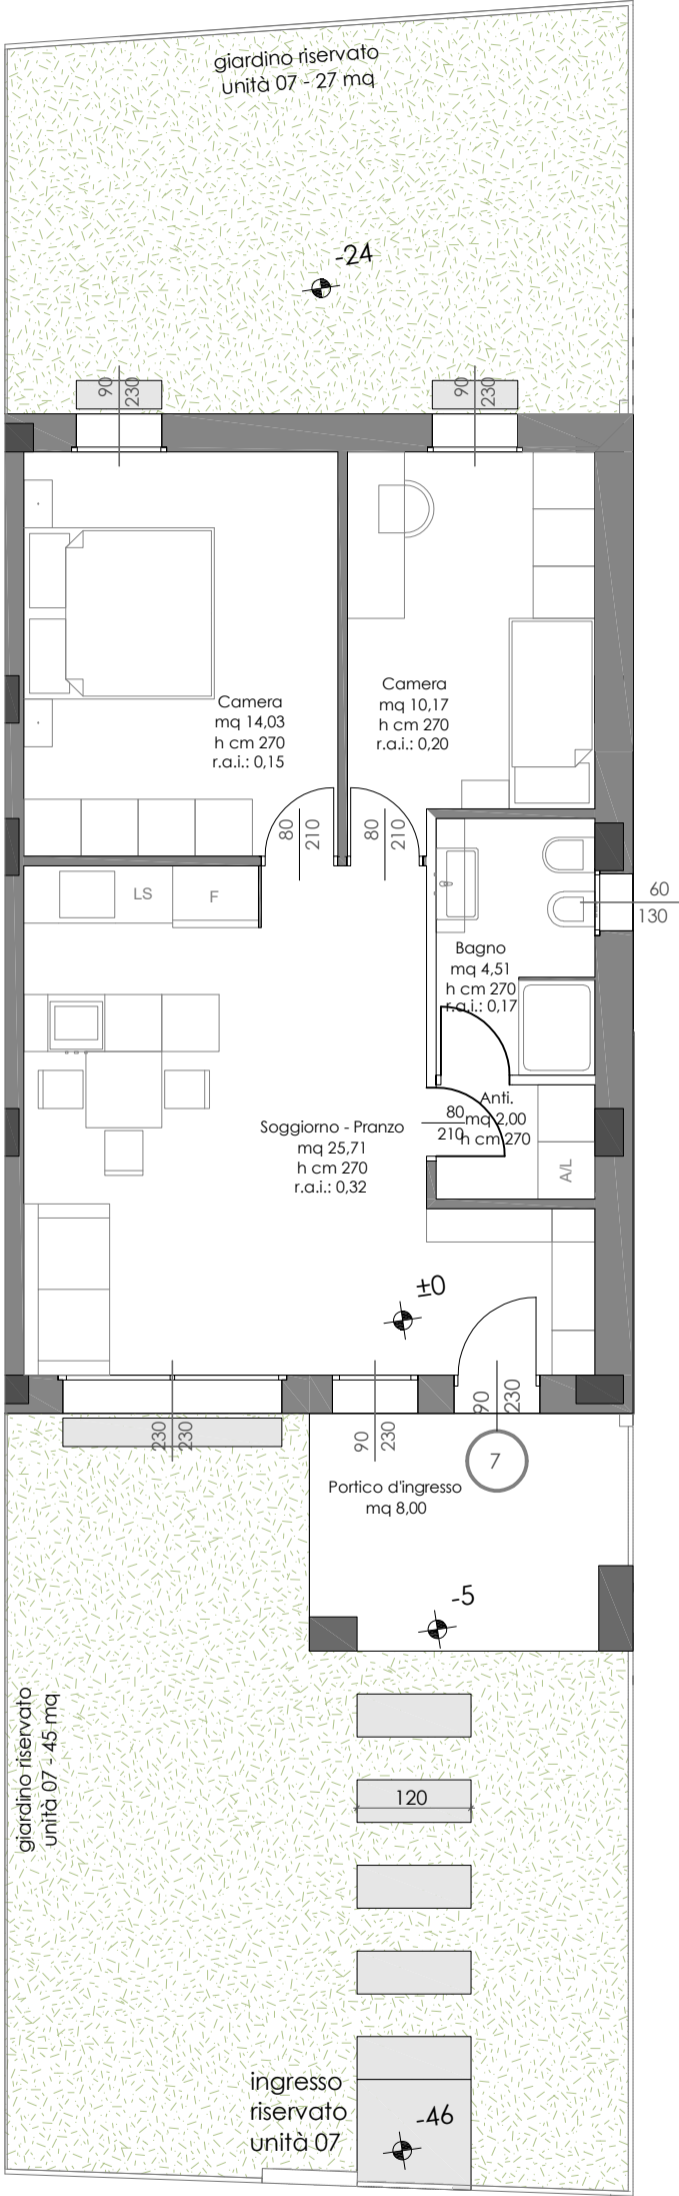 giardino riservato
unità 07 - 27 mq
-24
90
230
90
230
Camera
mq 14,03
h cm 270
r.a.i.: 0,15
Camera
mq 10,17
h cm 270
r.a.i.: 0,20
80
210
80
210
LS
F
60
130
Bagno
mq 4,51
h cm 270
r.a.i.: 0,17
Soggiorno - Pranzo
mq 25,71
h cm 270
r.a.i.: 0,32
80
210
Anti.
mq 2,00
h cm 270
A/L
±0
230
230
90
230
90
230
7
Portico d'ingresso
mq 8,00
-5
giardino riservato
unità 07 - 45 mq
120
ingresso
riservato
unità 07
-46